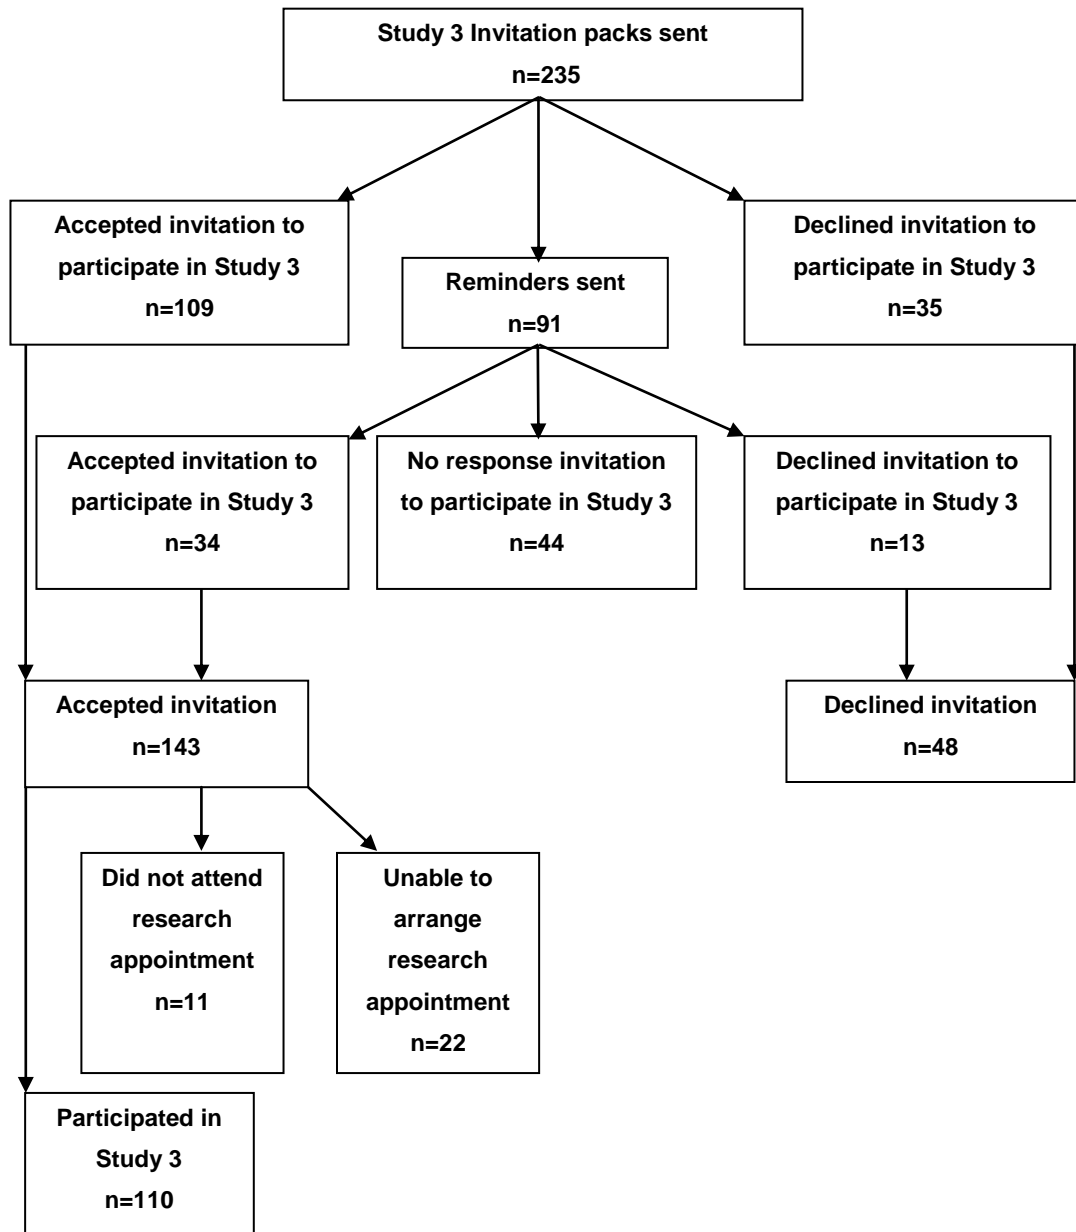 Study 3 Invitation packs sent
n=235
Accepted invitation to
participate in Study 3
n=109
Reminders sent
n=91
Declined invitation to
participate in Study 3
n=35
Accepted invitation to
participate in Study 3
n=34
No response invitation
to participate in Study 3
n=44
Declined invitation to
participate in Study 3
n=13
Accepted invitation
n=143
Declined invitation
n=48
Did not attend
research
appointment
n=11
Unable to
arrange
research
appointment
n=22
Participated in
Study 3
n=110